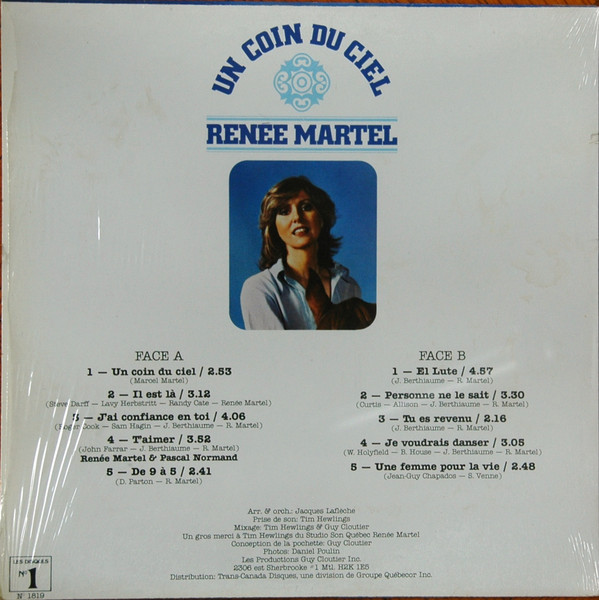 UN COIN DU CIEL
RENÉE MARTEL
FACE A
1 — Un coin du ciel / 2.53
(Marcel Martel)
2 — Il est là / 3.12
(Steve Darff — Lavy Herbstritt — Randy Cate — Renée Martel)
3 — J'ai confiance en toi / 4.06
(Roger Cook — Sam Hagin — J. Berthiaume — R. Martel)
4 — T'aimer / 3.52
(John Farrar — J. Berthiaume — R. Martel)
Renée Martel & Pascal Normand
5 — De 9 à 5 / 2.41
(D. Parton — R. Martel)
FACE B
1 — El Lute / 4.57
(J. Berthiaume — R. Martel)
2 — Personne ne le sait / 3.30
(Curtis — Allison — J. Berthiaume — R. Martel)
3 — Tu es revenu / 2.16
(J. Berthiaume — R. Martel)
4 — Je voudrais danser / 3.05
(W. Holyfield — B. House — J. Berthiaume — R. Martel)
5 — Une femme pour la vie / 2.48
(Jean-Guy Chapados — S. Venne)
Arr. & orch.: Jacques Laflèche
Prise de son: Tim Hewlings
Mixage: Tim Hewlings & Guy Cloutier
Un gros merci à Tim Hewlings du Studio Son Québec Renée Martel
Conception de la pochette: Guy Cloutier
Photos: Daniel Poulin
Les Productions Guy Cloutier Inc.
2306 est Sherbrooke #1 Mtl. H2K 1E5
Distribution: Trans-Canada Disques, une division de Groupe Québecor Inc.
LES DISQUES
No 1
N° 1819